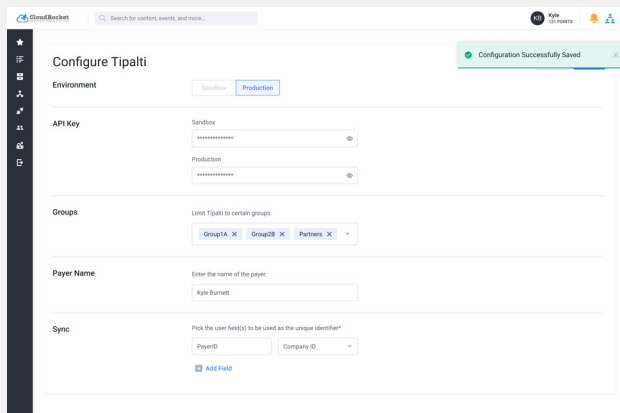 CloudRocket
Search for content, events, and more...
KB
Kyle
121 POINTS
Configuration Successfully Saved
Configure Tipalti
Environment
Sandbox
Production
API Key
Sandbox
**************
Production
**************
Groups
Limit Tipalti to certain groups.
Group1A
Group2B
Partners
Payer Name
Enter the name of the payer.
Kyle Burnett
Sync
Pick the user field(s) to be used as the unique identifier*
PayerID
Company ID
Add Field